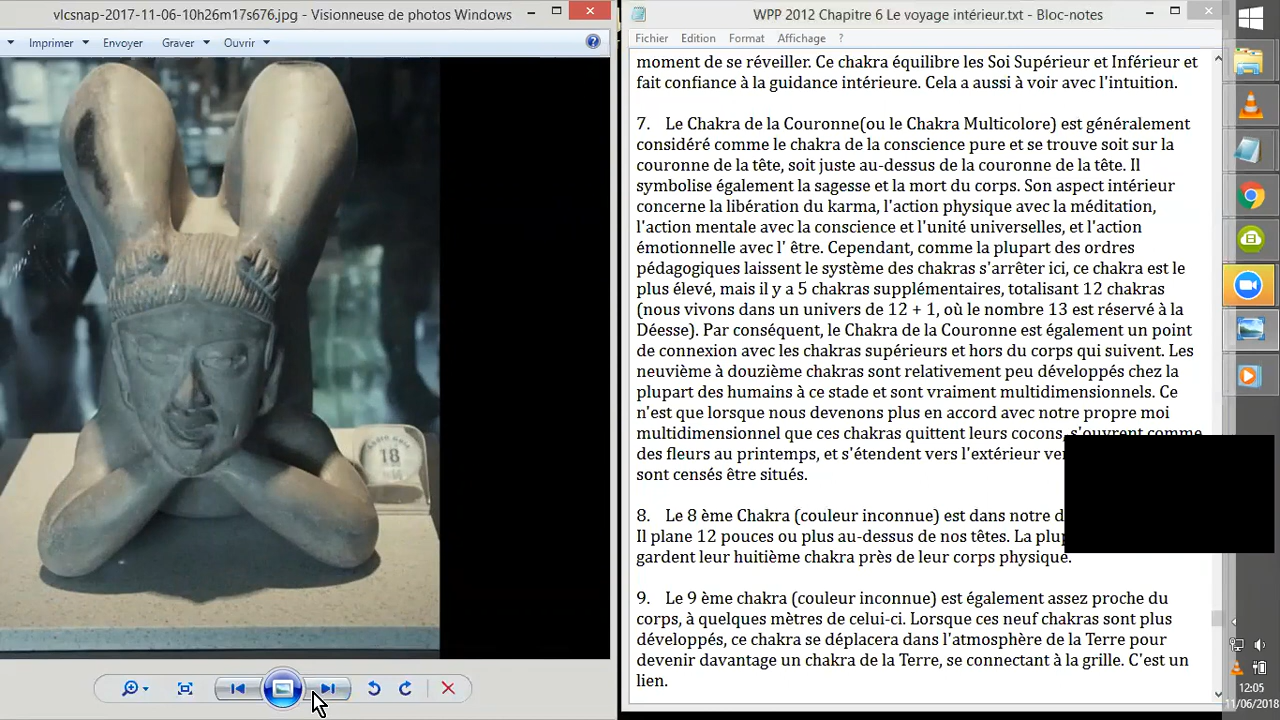 vlcsnap-2017-11-06-10h26m17s676.jpg - Visionneuse de photos Windows
Imprimer Envoyer Graver Ouvrir
18
WPP 2012 Chapitre 6 Le voyage intérieur.txt - Bloc-notes
Fichier Edition Format Affichage ?
moment de se réveiller. Ce chakra équilibre les Soi Supérieur et Inférieur et
fait confiance à la guidance intérieure. Cela a aussi à voir avec l'intuition.
7. Le Chakra de la Couronne(ou le Chakra Multicolore) est généralement
considéré comme le chakra de la conscience pure et se trouve soit sur la
couronne de la tête, soit juste au-dessus de la couronne de la tête. Il
symbolise également la sagesse et la mort du corps. Son aspect intérieur
concerne la libération du karma, l'action physique avec la méditation,
l'action mentale avec la conscience et l'unité universelles, et l'action
émotionnelle avec l' être. Cependant, comme la plupart des ordres
pédagogiques laissent le système des chakras s'arrêter ici, ce chakra est le
plus élevé, mais il y a 5 chakras supplémentaires, totalisant 12 chakras
(nous vivons dans un univers de 12 + 1, où le nombre 13 est réservé à la
Déesse). Par conséquent, le Chakra de la Couronne est également un point
de connexion avec les chakras supérieurs et hors du corps qui suivent. Les
neuvième à douzième chakras sont relativement peu développés chez la
plupart des humains à ce stade et sont vraiment multidimensionnels. Ce
n'est que lorsque nous devenons plus en accord avec notre propre moi
multidimensionnel que ces chakras quittent leurs cocons, s'ouvrent comme
des fleurs au printemps, et s'étendent vers l'extérieur
sont censés être situés.
8. Le 8 ème Chakra (couleur inconnue) est dans notre
Il plane 12 pouces ou plus au-dessus de nos têtes. La
gardent leur huitième chakra près de leur corps physique.
9. Le 9 ème chakra (couleur inconnue) est également assez proche du
corps, à quelques mètres de celui-ci. Lorsque ces neuf chakras sont plus
développés, ce chakra se déplacera dans l'atmosphère de la Terre pour
devenir davantage un chakra de la Terre, se connectant à la grille. C'est un
lien.
12:05
11/06/2018